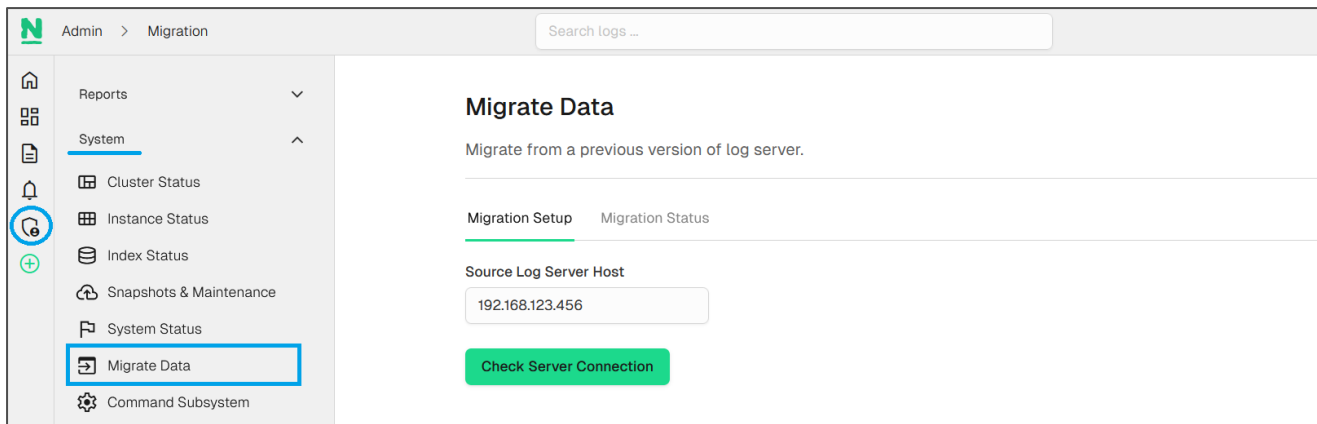 Admin > Migration
Search logs ...
Reports
System
Cluster Status
Instance Status
Index Status
Snapshots & Maintenance
System Status
Migrate Data
Command Subsystem
Migrate Data
Migrate from a previous version of log server.
Migration Setup Migration Status
Source Log Server Host
192.168.123.456
Check Server Connection